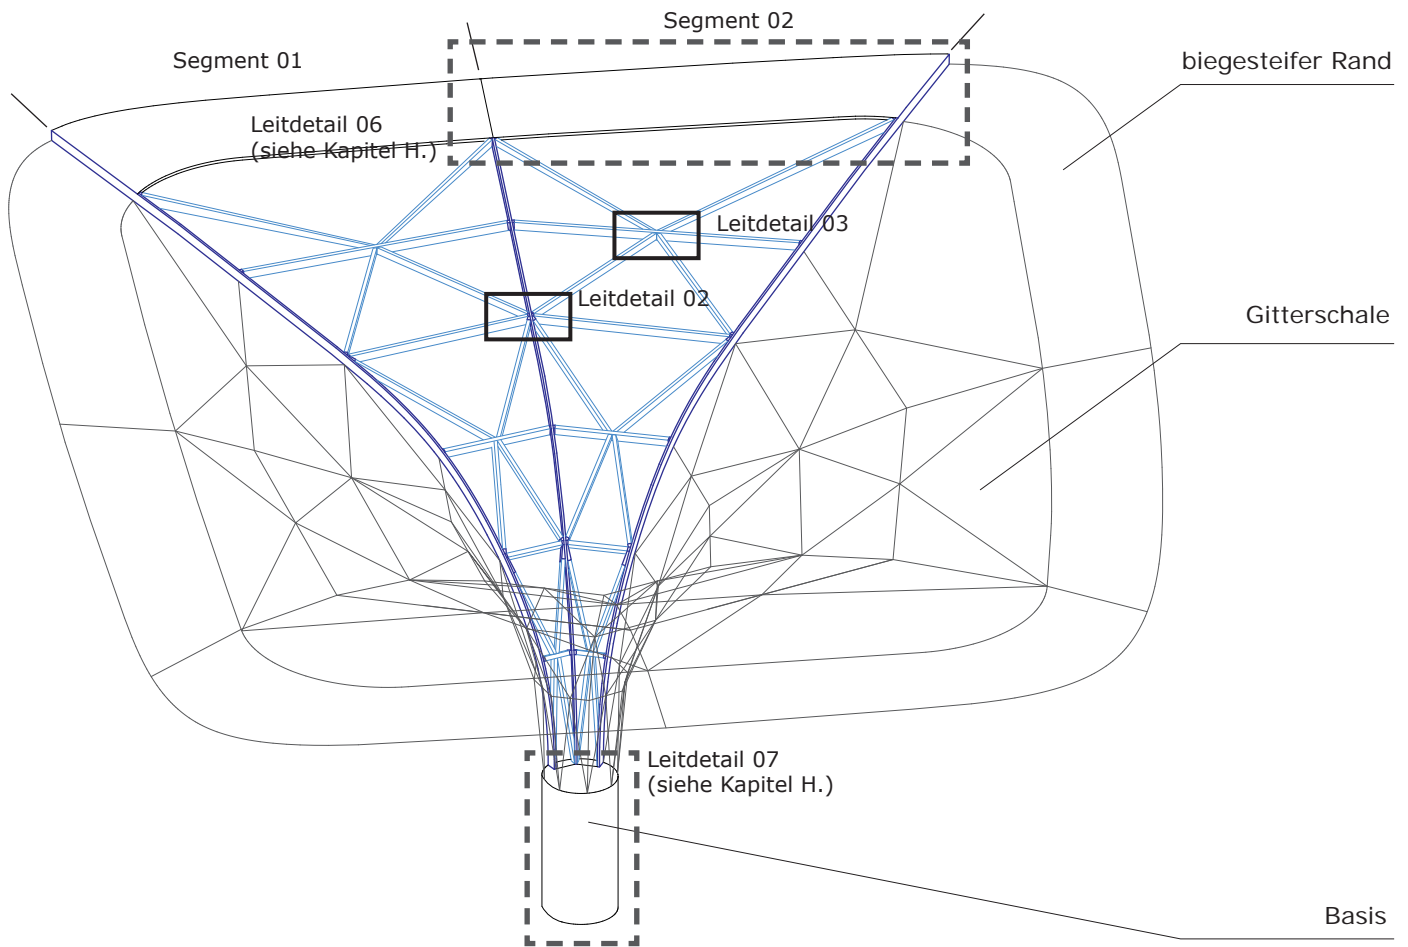 Segment 02
Segment 01
biegesteifer Rand
Leitdetail 06
(siehe Kapitel H.)
Leitdetail 03
Leitdetail 02
Gitterschale
Leitdetail 07
(siehe Kapitel H.)
Basis